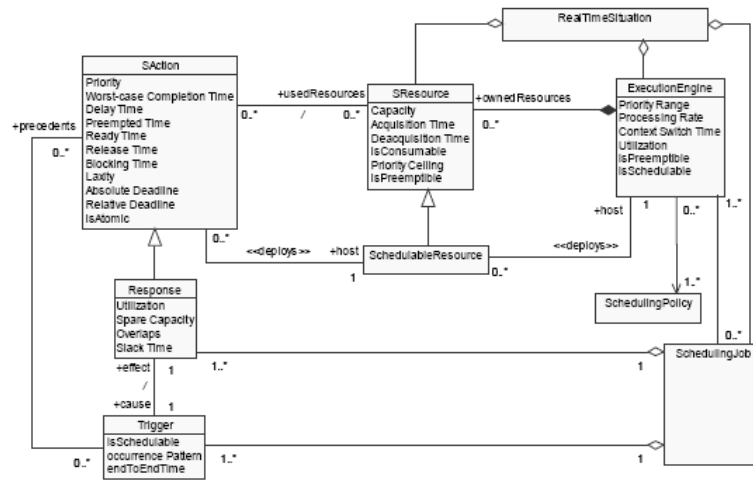 RealTimeSituation
SAction
Priority
Worst-case Completion Time
Delay Time
Preempted Time
Ready Time
Release Time
Blocking Time
Laxity
Absolute Deadline
Relative Deadline
IsAtomic
+usedResources
0..*
/
0..*
SResource
Capacity
Acquisition Time
Deacquisition Time
IsConsumable
Priority Ceiling
IsPreemptible
+ownedResources
0..*
ExecutionEngine
Priority Range
Processing Rate
Context Switch Time
Utilization
IsPreemptible
IsSchedulable
+precedents
0..*
0..*
<<deploys>>
+host
1
SchedulableResource
0..*
<<deploys>>
+host
1
0..*
1..*
1..*
SchedulingPolicy
Response
Utilization
Spare Capacity
Overlaps
Slack Time
1..*
1
0..*
SchedulingJob
+effect
1
/
+cause
1
Trigger
IsSchedulable
occurrence Pattern
endToEndTime
0..*
1..*
1